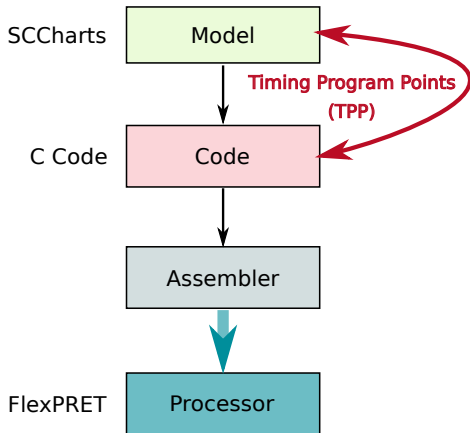 SCCharts
Model
Timing Program Points
(TPP)
C Code
Code
Assembler
FlexPRET
Processor